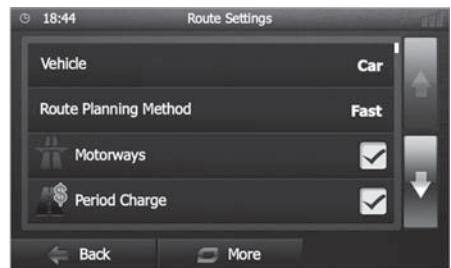 18:44 Route Settings
Vehicle Car
Route Planning Method Fast
Motorways
Period Charge
Back More